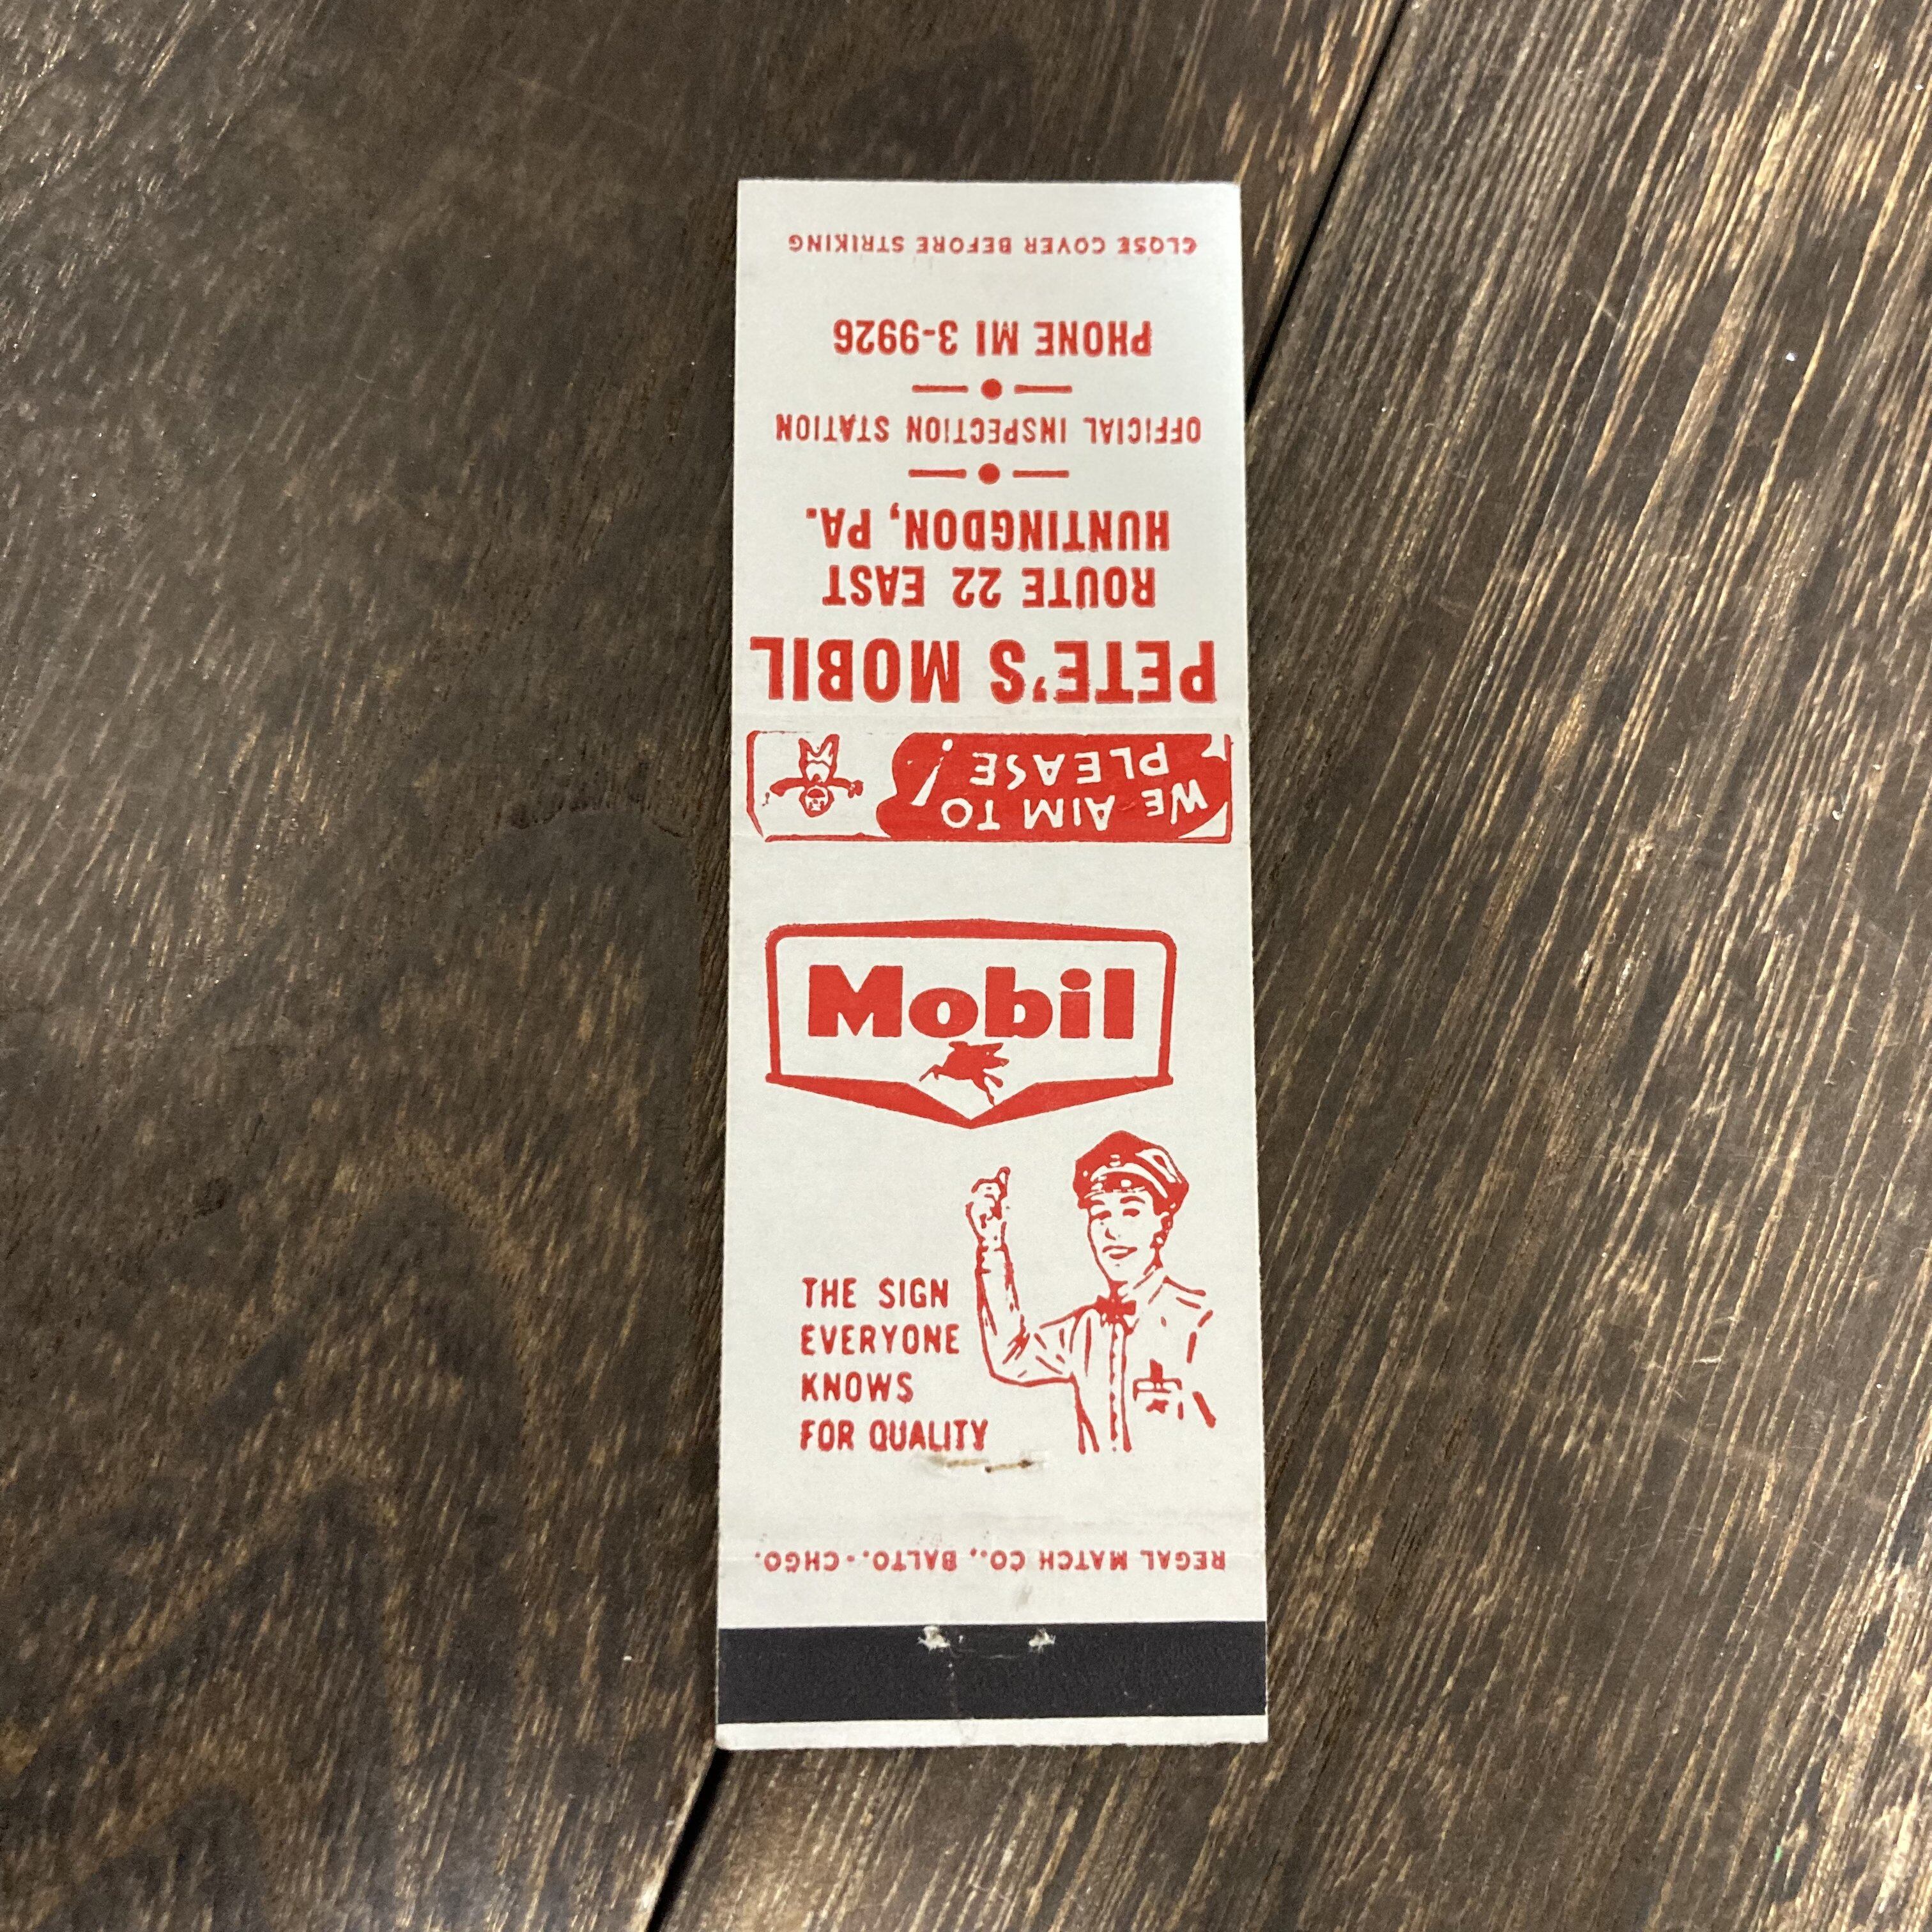 Mobil
THE SIGN
EVERYONE
KNOWS
FOR QUALITY
WE AIM TO
PLEASE!
PETE'S MOBIL
ROUTE 22 EAST
HUNTINGDON, PA.
OFFICIAL INSPECTION STATION
PHONE MI 3-9926
CLOSE COVER BEFORE STRIKING
REGAL MATCH CO., BALTO.-CHGO.